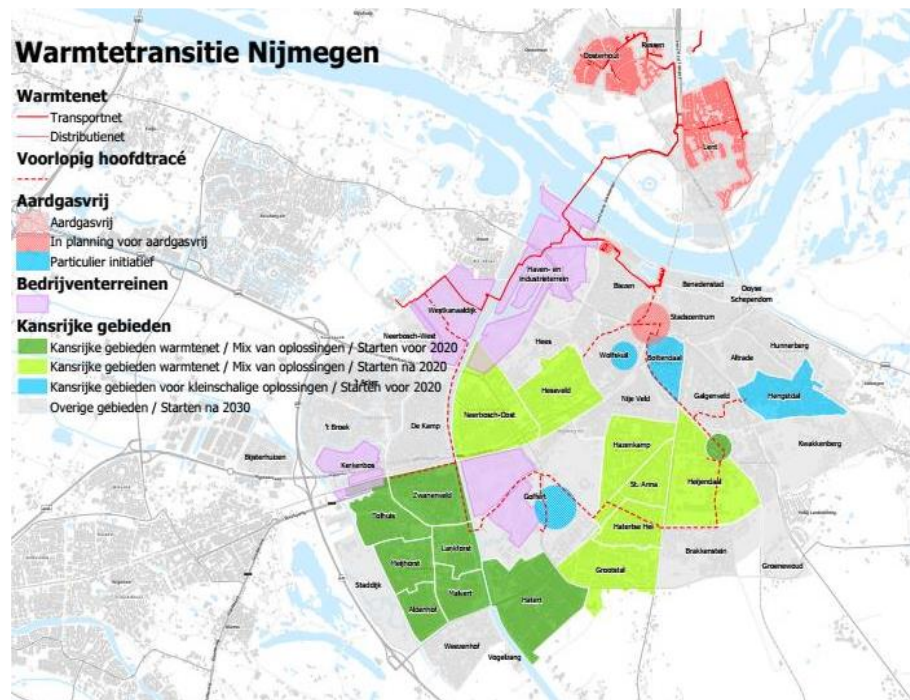 Warmtetransitie Nijmegen
Warmtenet
Transportnet
Distributienet
Voorlopig hoofdtracé
Aardgasvrij
Aardgasvrij
In planning voor aardgasvrij
Particulier initiatief
Bedrijventerreinen
Kansrijke gebieden
Kansrijke gebieden warmtenet / Mix van oplossingen / Starten voor 2020
Kansrijke gebieden warmtenet / Mix van oplossingen / Starten na 2020
Kansrijke gebieden voor kleinschalige oplossingen / Starten voor 2020
Overige gebieden / Starten na 2030
Oosterhout
Ressen
Lent
Haven- en
industrieterrein
Westkanaaldijk
Biezen
Benedenstad
Ooyse
Schependom
Stadscentrum
Neerbosch-West
Hees
Wolfskuil
Bottendaal
Altrade
Hunnerberg
Heseveld
Nije Veld
Galgenveld
Hengstdal
Neerbosch-Oost
't Broek
De Kamp
Hazenkamp
Kwakkenberg
Bijsterhuizen
Kerkenbos
St. Anna
Heijendaal
Zwanenveld
Goffert
Tolhuis
Hatertse Hei
Lankforst
Brakkenstein
Meijhorst
Grootstal
Groenewoud
Staddijk
Malvert
Aldenhof
Hatert
Weezenhof
Vogelzang